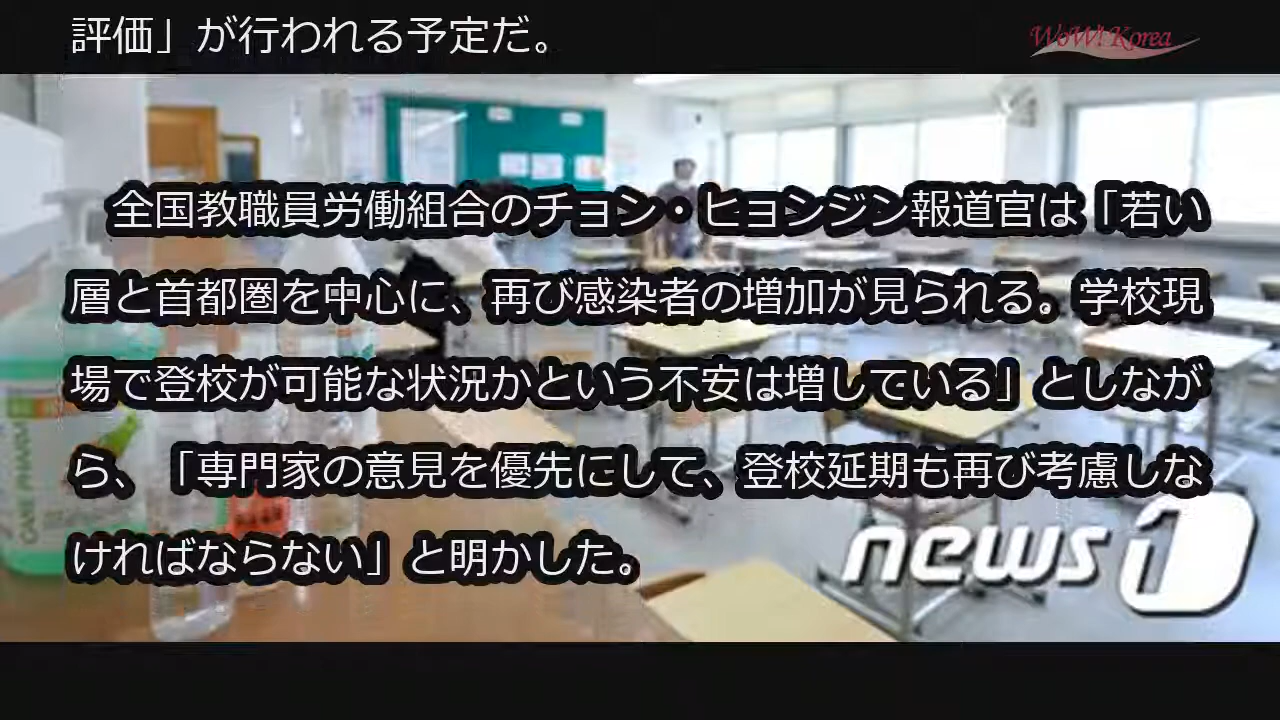 評価」が行われる予定だ。
WoW! Korea
全国教職員労働組合のチョン・ヒョンジン報道官は「若い
層と首都圏を中心に、再び感染者の増加が見られる。学校現
場で登校が可能な状況かという不安は増している」としなが
ら、「専門家の意見を優先にして、登校延期も再び考慮しな
ければならない」と明かした。
CARE PHARM
news1